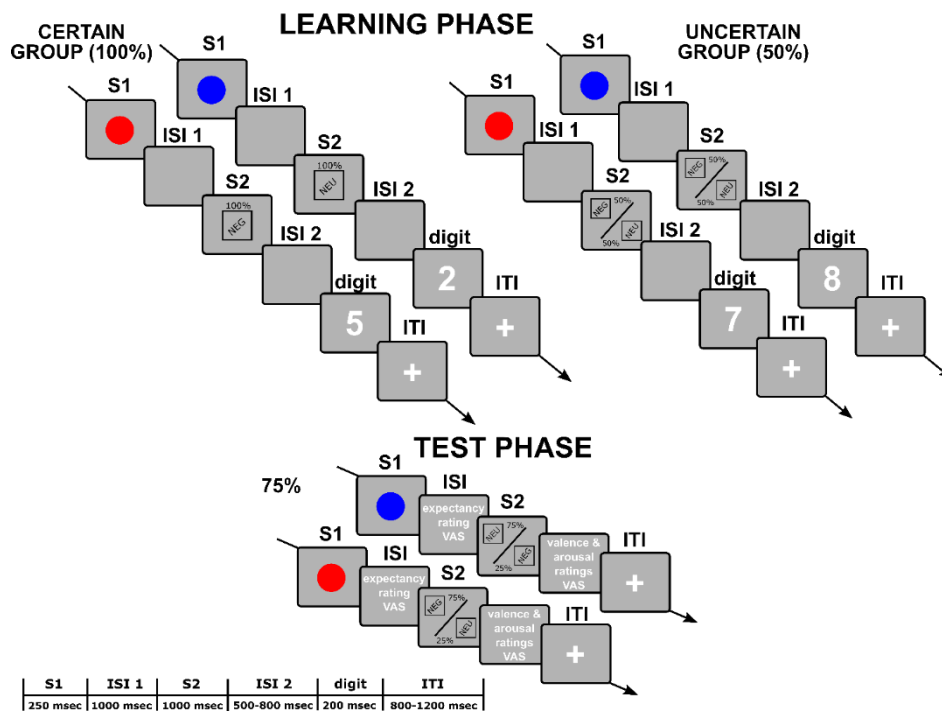 LEARNING PHASE
CERTAIN
GROUP (100%)
S1
ISI 1
S2
100%
NEG
ISI 2
digit
5
ITI
+
S1
ISI 1
S2
100%
NEU
ISI 2
digit
2
ITI
+
UNCERTAIN
GROUP (50%)
S1
ISI 1
S2
NEG 50%
50% NEU
ISI 2
digit
7
ITI
+
S1
ISI 1
S2
NEG 50%
50% NEU
ISI 2
digit
8
ITI
+
TEST PHASE
75%
S1
ISI
expectancy
rating
VAS
S2
NEU 75%
25% NEG
valence &
arousal
ratings
VAS
ITI
+
S1
ISI
expectancy
rating
VAS
S2
NEG 75%
25% NEU
valence &
arousal
ratings
VAS
ITI
+
S1 ISI 1 S2 ISI 2 digit ITI
250 msec 1000 msec 1000 msec 500-800 msec 200 msec 800-1200 msec